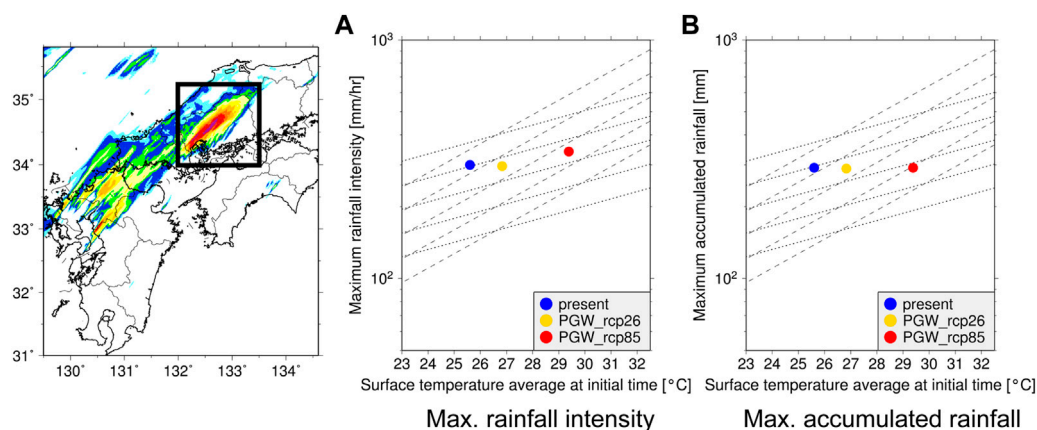 35°
34°
33°
32°
31°
130°
131°
132°
133°
134°
A
10³
10²
Maximum rainfall intensity [mm/hr]
present
PGW_rcp26
PGW_rcp85
23 24 25 26 27 28 29 30 31 32
Surface temperature average at initial time [°C]
Max. rainfall intensity
B
10³
10²
Maximum accumulated rainfall [mm]
present
PGW_rcp26
PGW_rcp85
23 24 25 26 27 28 29 30 31 32
Surface temperature average at initial time [°C]
Max. accumulated rainfall